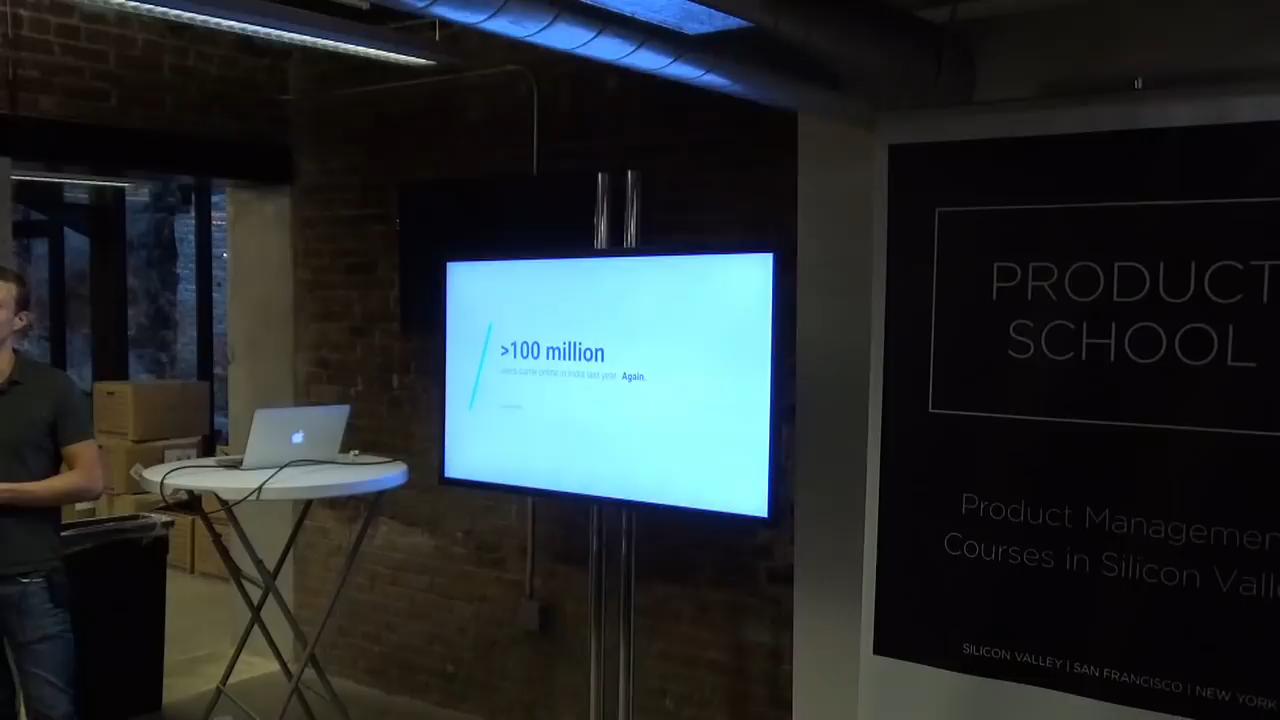 >100 million
users came online in India last year. Again.
PRODUCT
SCHOOL
Product Managemen
Courses in Silicon Vall
SILICON VALLEY | SAN FRANCISCO | NEW YORK